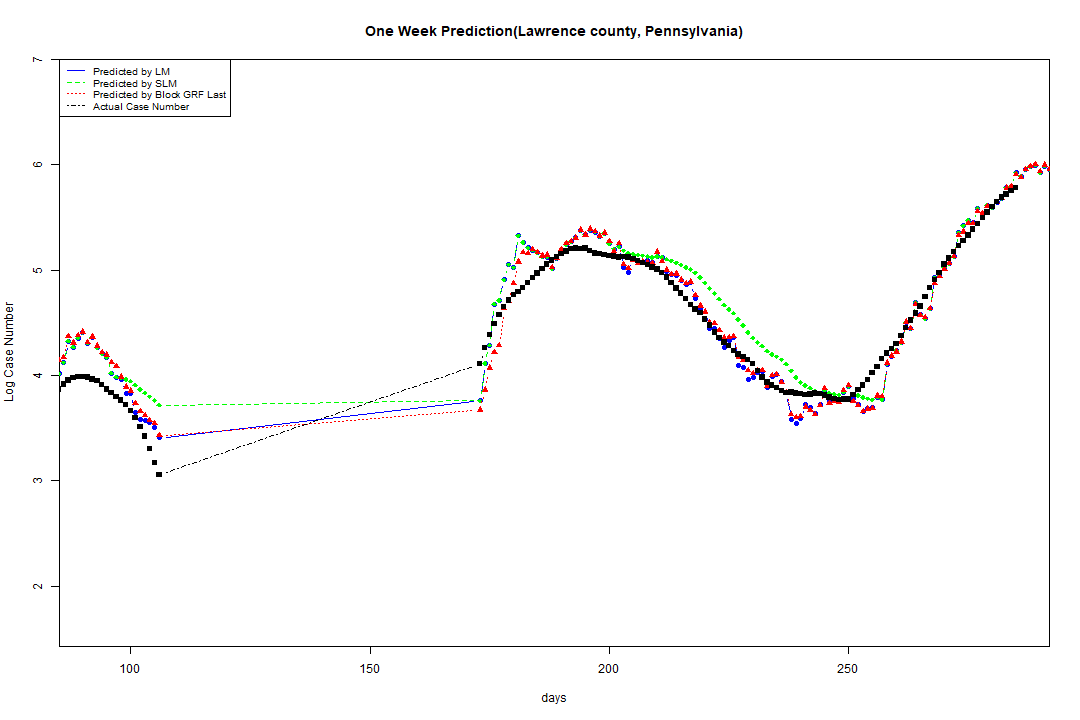 One Week Prediction(Lawrence county, Pennsylvania)
Predicted by LM
Predicted by SLM
Predicted by Block GRF Last
Actual Case Number
7
6
5
4
3
2
Log Case Number
100
150
200
250
days